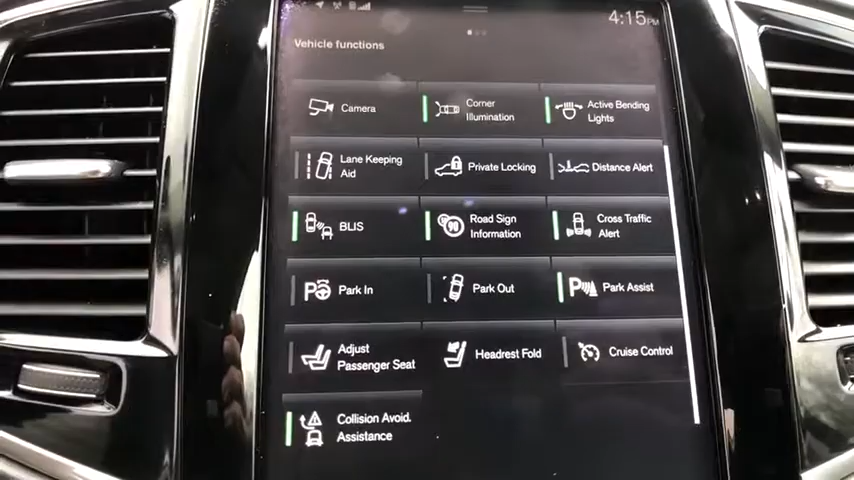 4:15 PM
Vehicle functions
Camera
Corner
Illumination
Active Bending
Lights
Lane Keeping
Aid
Private Locking
Distance Alert
BLIS
90
Road Sign
Information
Cross Traffic
Alert
P
Park In
Park Out
P
Park Assist
Adjust
Passenger Seat
Headrest Fold
Cruise Control
Collision Avoid.
Assistance